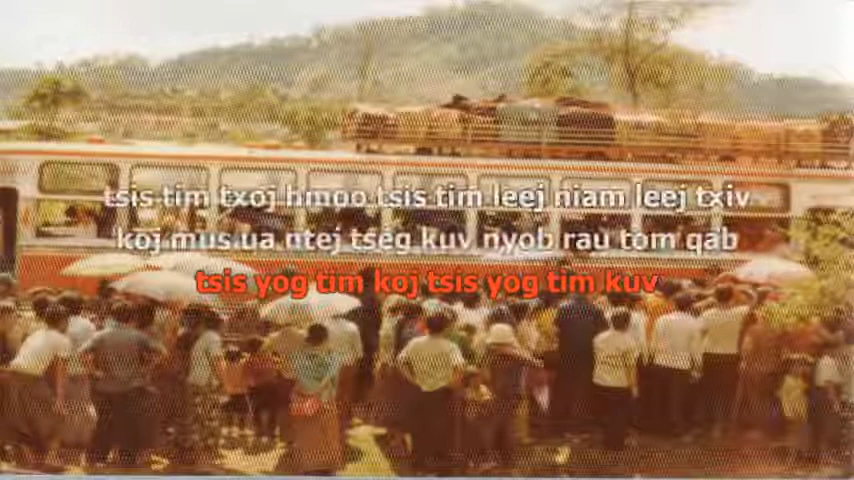 tsis tim txoj hmoo tsis tim leej niam leej txiv
koj mus ua ntej tseg kuv nyob rau tom qab
tsis yog tim koj tsis yog tim kuv